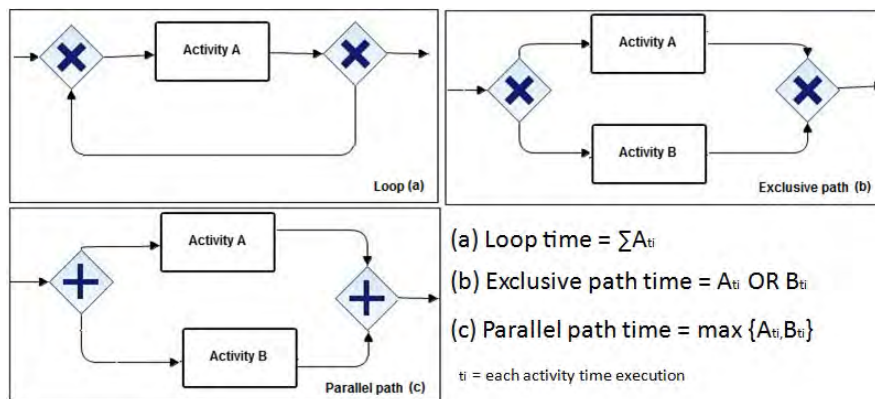 Activity A
Loop (a)
Activity A
Activity B
Exclusive path (b)
Activity A
Activity B
Parallel path (c)
(a) Loop time = ∑Ati
(b) Exclusive path time = Ati OR Bti
(c) Parallel path time = max {Ati,Bti}
ti = each activity time execution